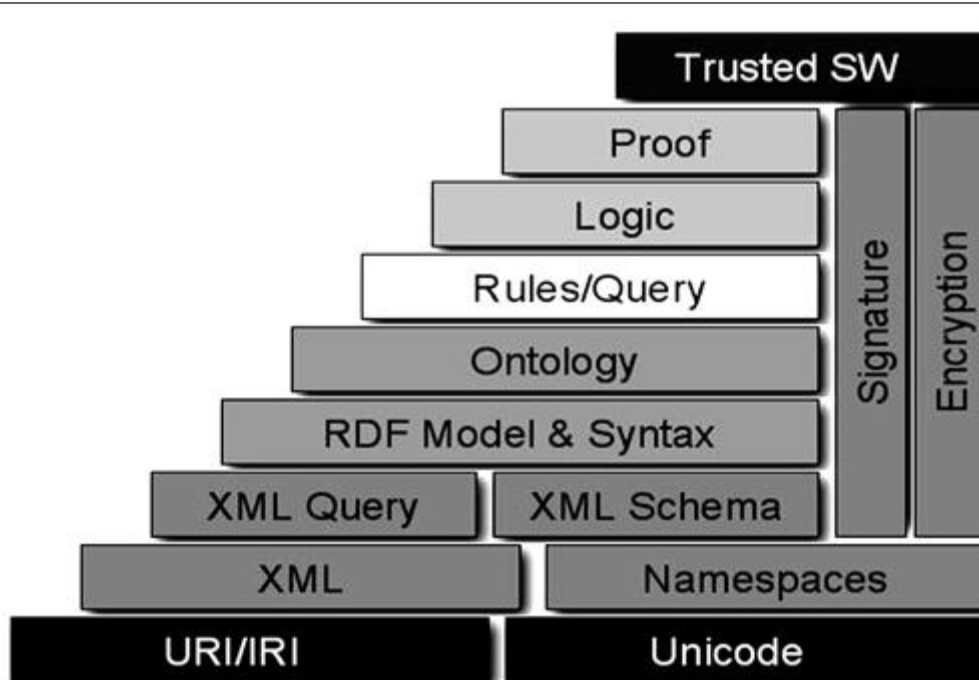 Trusted SW
Proof
Logic
Rules/Query
Ontology
RDF Model & Syntax
XML Query XML Schema
Signature
Encryption
XML Namespaces
URI/IRI Unicode